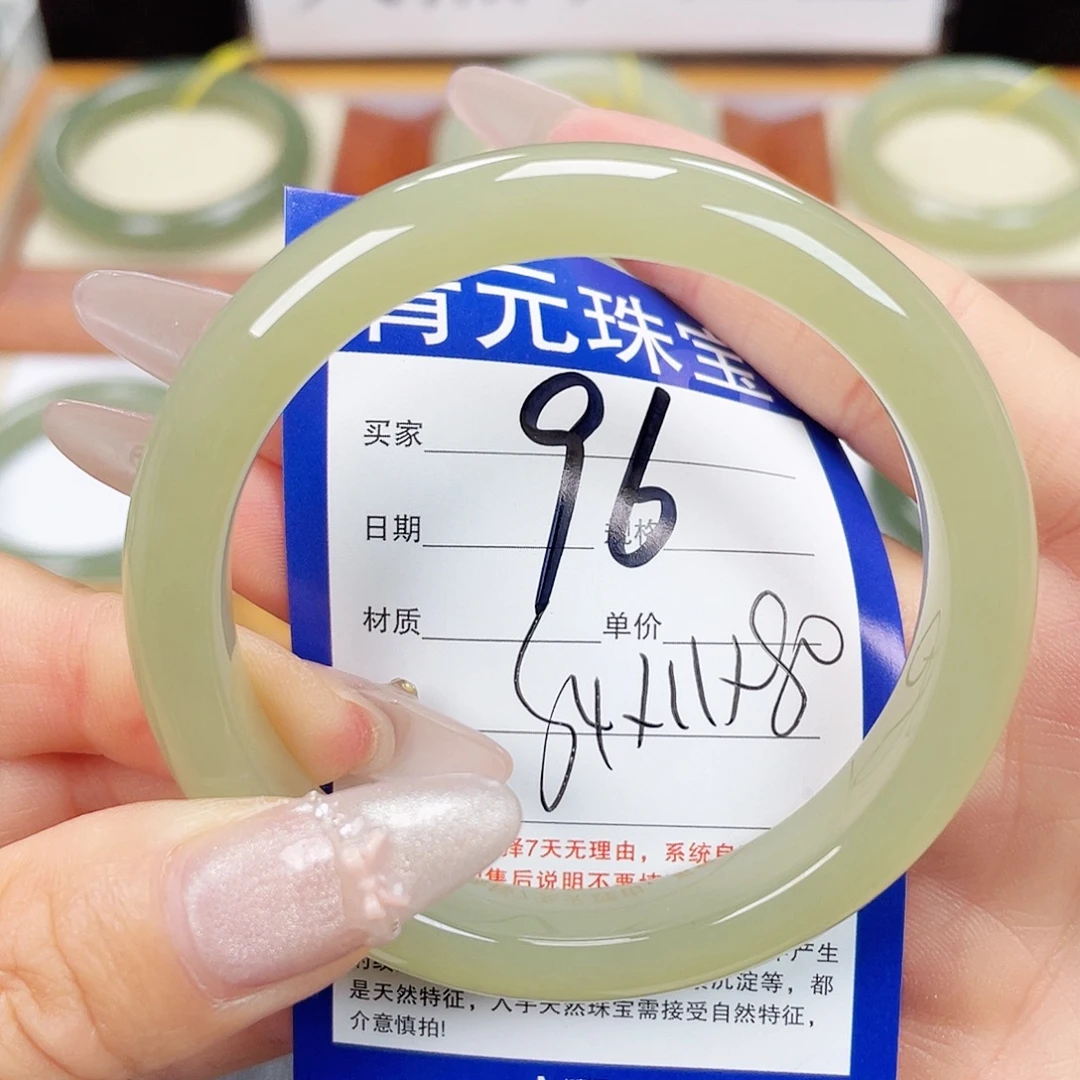 元珠宝
96
买家
日期 规格
材质 单价
54×11×8
择7天无理由，系统自
售后说明不要
产生
沉淀等，都
是天然特征，入手天然珠宝需接受自然特征，
介意慎拍!